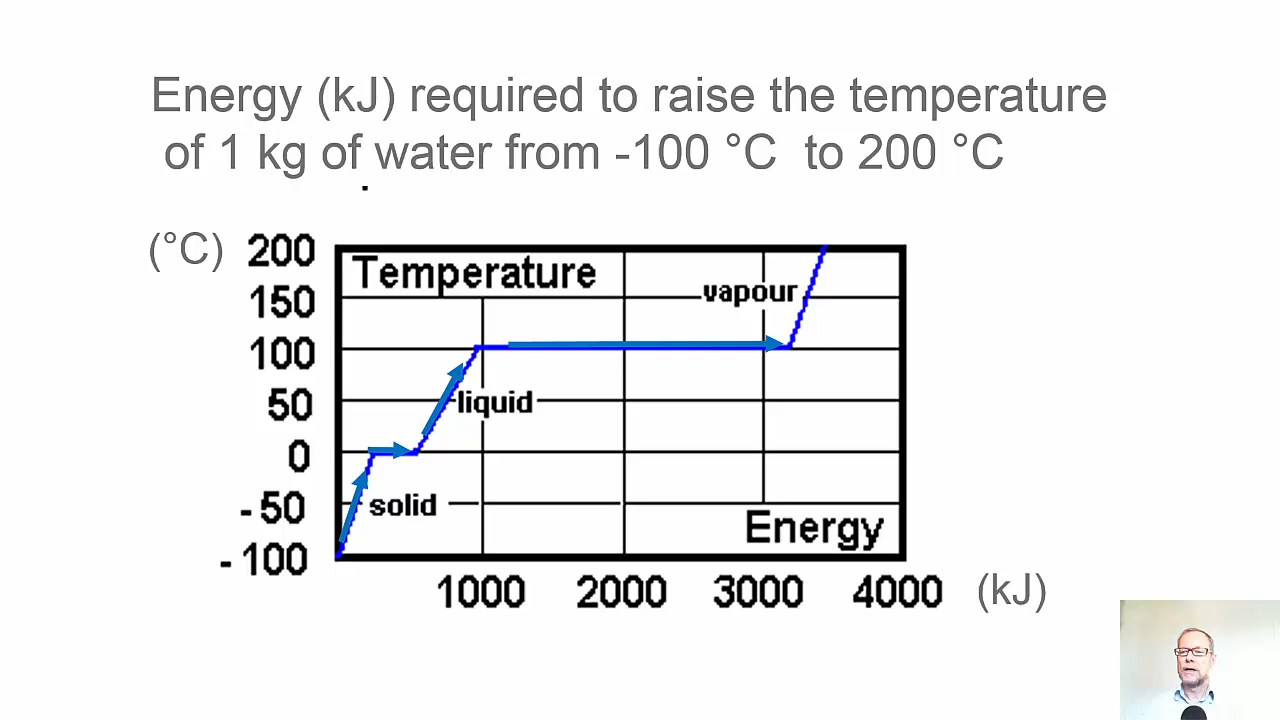 Energy (kJ) required to raise the temperature
of 1 kg of water from -100 °C to 200 °C
(°C)
200
Temperature
vapour
150
100
50
liquid
0
- 50
solid
Energy
- 100
1000 2000 3000 4000 (kJ)